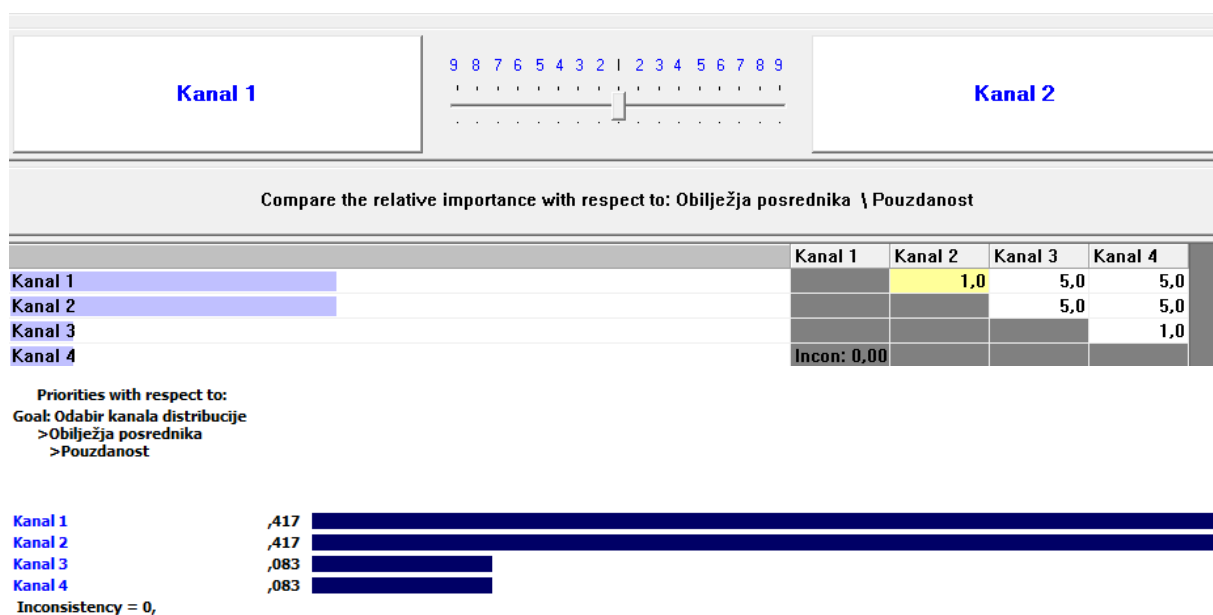 Kanal 1 9 8 7 6 5 4 3 2 1 2 3 4 5 6 7 8 9 Kanal 2
Compare the relative importance with respect to: Obilježja posrednika \ Pouzdanost
Kanal 1 Kanal 2 Kanal 3 Kanal 4
Kanal 1 1,0 5,0 5,0
Kanal 2 5,0 5,0
Kanal 3 1,0
Kanal 4 Incon: 0,00
Priorities with respect to:
Goal: Odabir kanala distribucije
>Obilježja posrednika
>Pouzdanost
Kanal 1 ,417
Kanal 2 ,417
Kanal 3 ,083
Kanal 4 ,083
Inconsistency = 0,